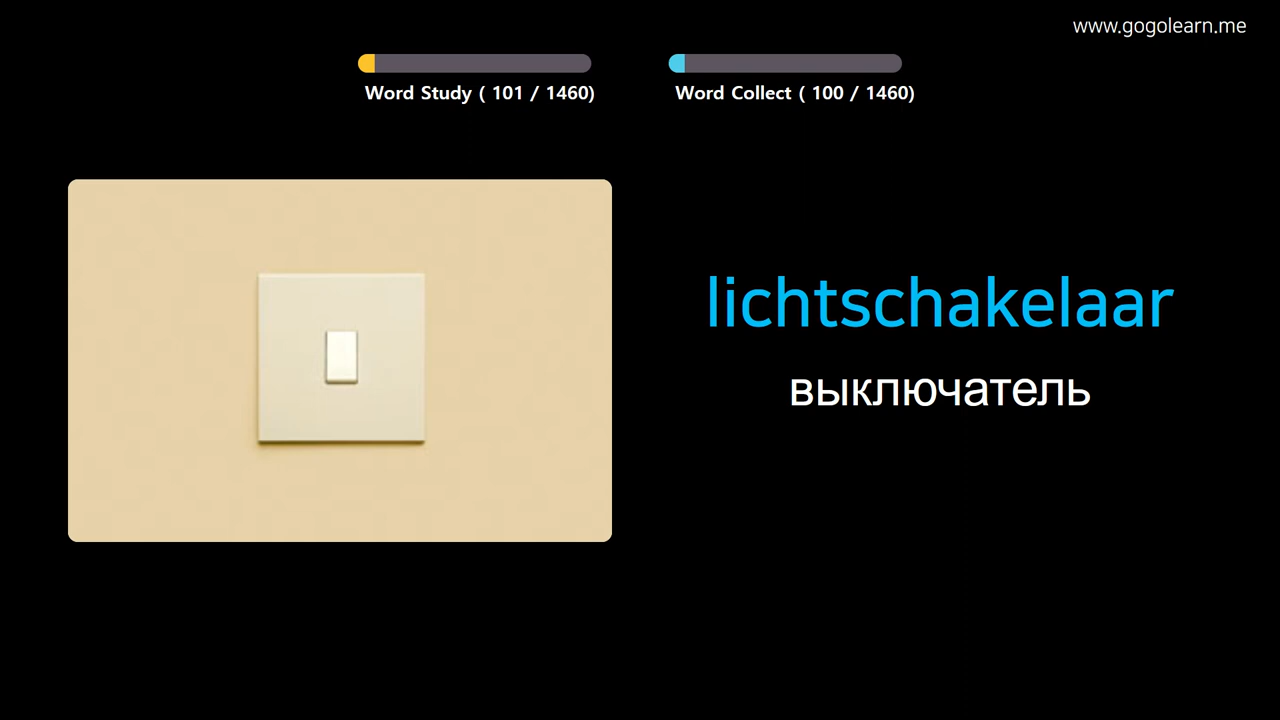 www.gogolearn.me
Word Study ( 101 / 1460)
Word Collect ( 100 / 1460)
lichtschakelaar
выключатель